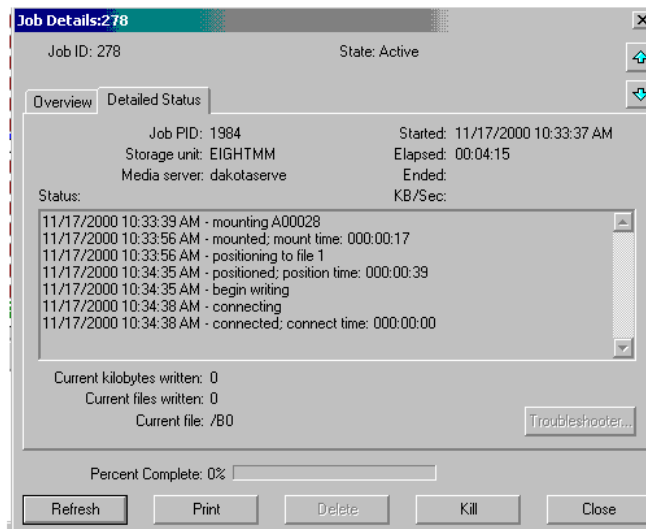 Job Details:278
Job ID: 278 State: Active
Overview Detailed Status
Job PID: 1984 Started: 11/17/2000 10:33:37 AM
Storage unit: EIGHTMM Elapsed: 00:04:15
Media server: dakotaserve Ended:
Status: KB/Sec:
11/17/2000 10:33:39 AM - mounting A00028
11/17/2000 10:33:56 AM - mounted; mount time: 000:00:17
11/17/2000 10:33:56 AM - positioning to file 1
11/17/2000 10:34:35 AM - positioned; position time: 000:00:39
11/17/2000 10:34:35 AM - begin writing
11/17/2000 10:34:38 AM - connecting
11/17/2000 10:34:38 AM - connected; connect time: 000:00:00
Current kilobytes written: 0
Current files written: 0
Current file: /B0
Troubleshooter...
Percent Complete: 0%
Refresh Print Delete Kill Close